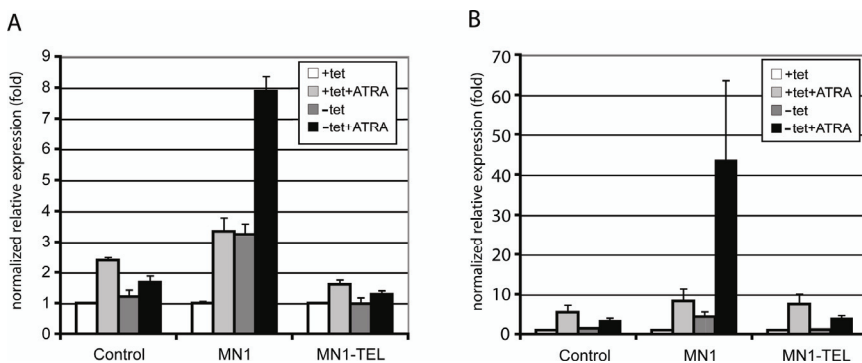 A
normalized relative expression (fold)
9
8
7
6
5
4
3
2
1
0
+tet
+tet+ATRA
−tet
−tet+ATRA
Control MN1 MN1-TEL
B
normalized relative expression (fold)
70
60
50
40
30
20
10
0
+tet
+tet+ATRA
−tet
−tet+ATRA
Control MN1 MN1-TEL